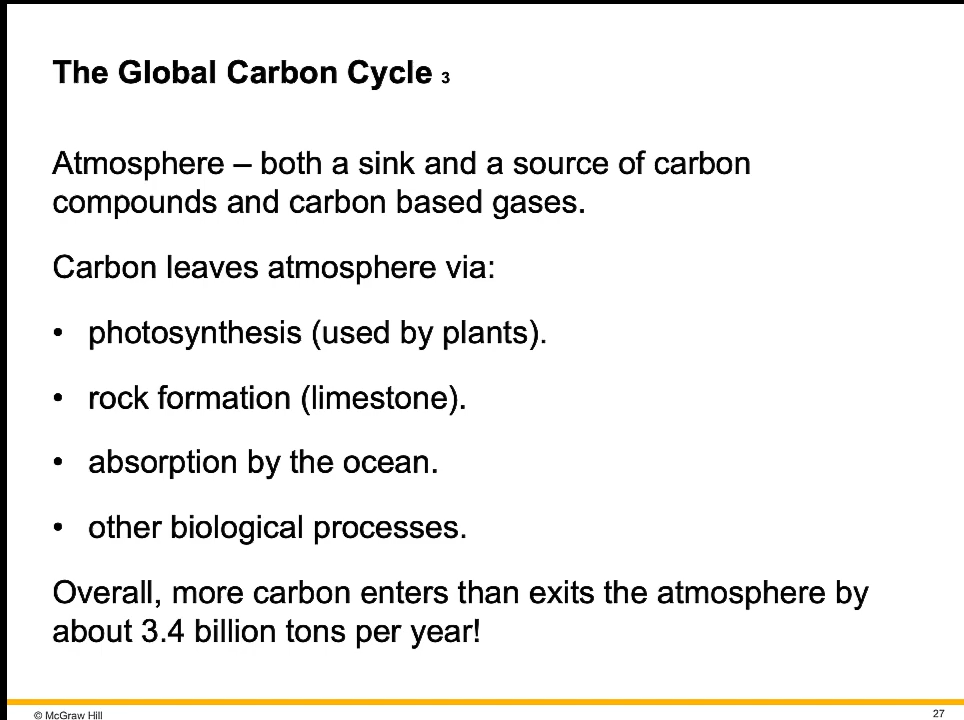 The Global Carbon Cycle 3
Atmosphere – both a sink and a source of carbon
compounds and carbon based gases.
Carbon leaves atmosphere via:
• photosynthesis (used by plants).
• rock formation (limestone).
• absorption by the ocean.
• other biological processes.
Overall, more carbon enters than exits the atmosphere by
about 3.4 billion tons per year!
© McGraw Hill
27